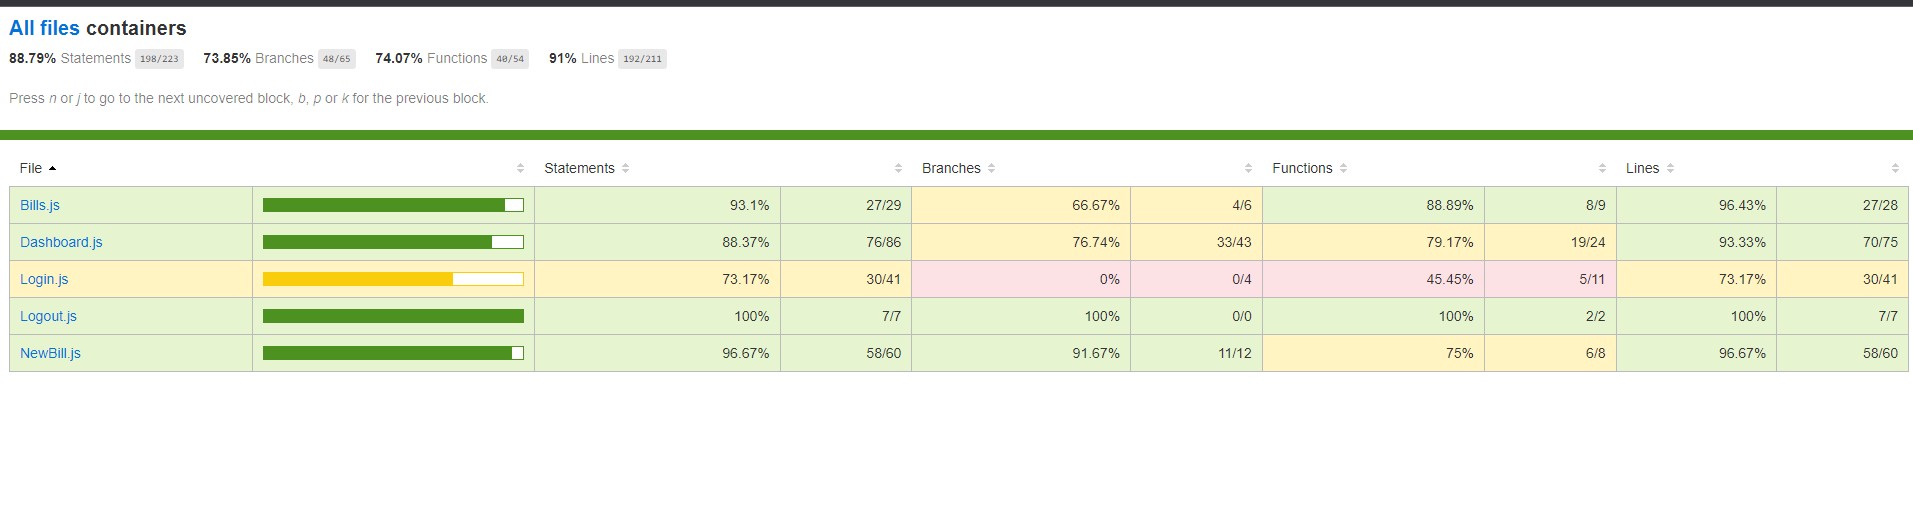 All files containers
88.79% Statements 198/223 73.85% Branches 48/65 74.07% Functions 40/54 91% Lines 192/211
Press n or j to go to the next uncovered block, b, p or k for the previous block.
File Statements Branches Functions Lines
Bills.js 93.1% 27/29 66.67% 4/6 88.89% 8/9 96.43% 27/28
Dashboard.js 88.37% 76/86 76.74% 33/43 79.17% 19/24 93.33% 70/75
Login.js 73.17% 30/41 0% 0/4 45.45% 5/11 73.17% 30/41
Logout.js 100% 7/7 100% 0/0 100% 2/2 100% 7/7
NewBill.js 96.67% 58/60 91.67% 11/12 75% 6/8 96.67% 58/60